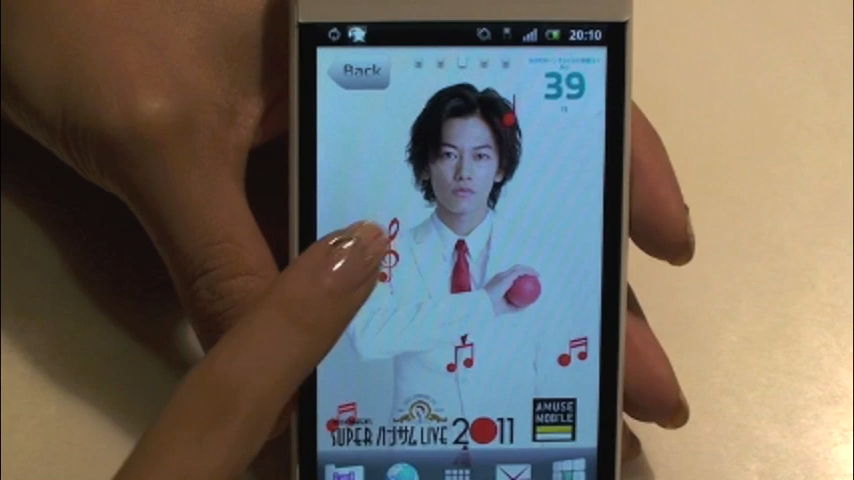 20:10
Back
39
SUPER ハンサム LIVE 2011
AMUSE
MOBILE